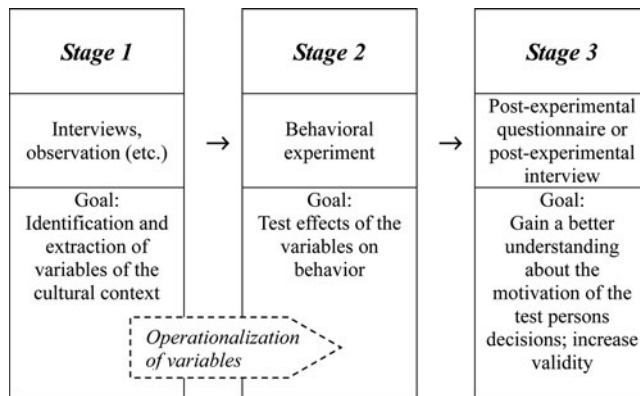 Stage 1
Interviews,
observation (etc.)
Goal:
Identification and
extraction of
variables of the
cultural context
→
Stage 2
Behavioral
experiment
Goal:
Test effects of the
variables on
behavior
Operationalization
of variables
→
Stage 3
Post-experimental
questionnaire or
post-experimental
interview
Goal:
Gain a better
understanding
about the
motivation of the
test persons
decisions; increase
validity